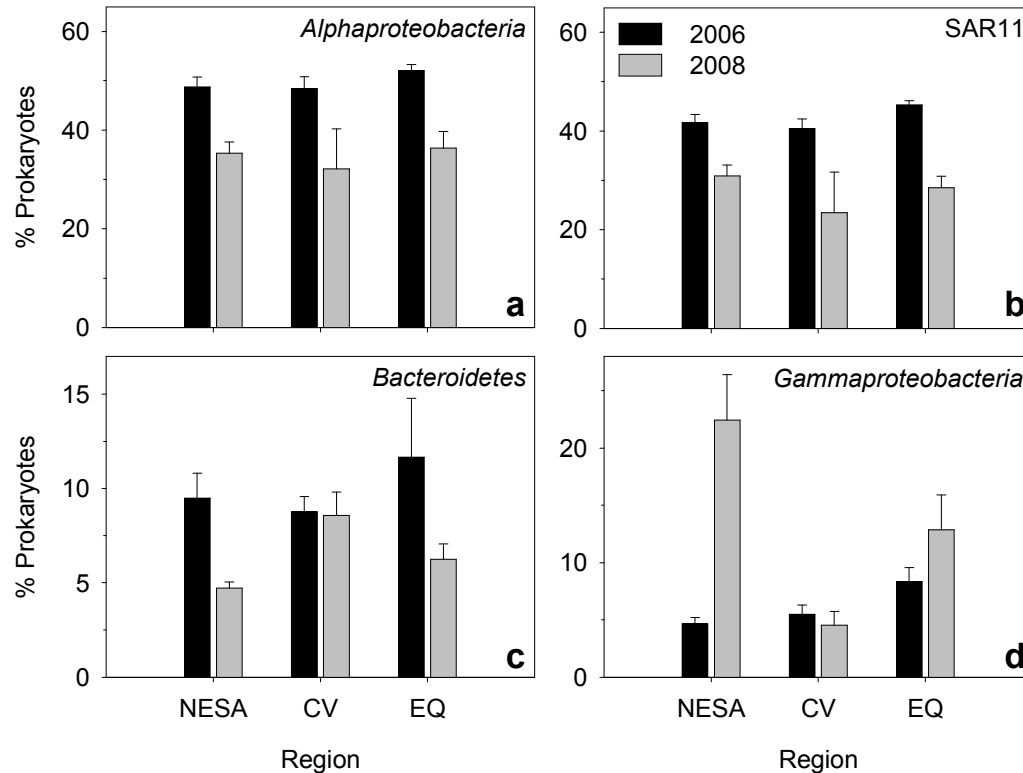 Alphaproteobacteria
60
40
20
0
% Prokaryotes
a
SAR11
2006
2008
60
40
20
0
b
Bacteroidetes
15
10
5
0
% Prokaryotes
c
NESA CV EQ
Region
Gammaproteobacteria
20
10
0
d
NESA CV EQ
Region